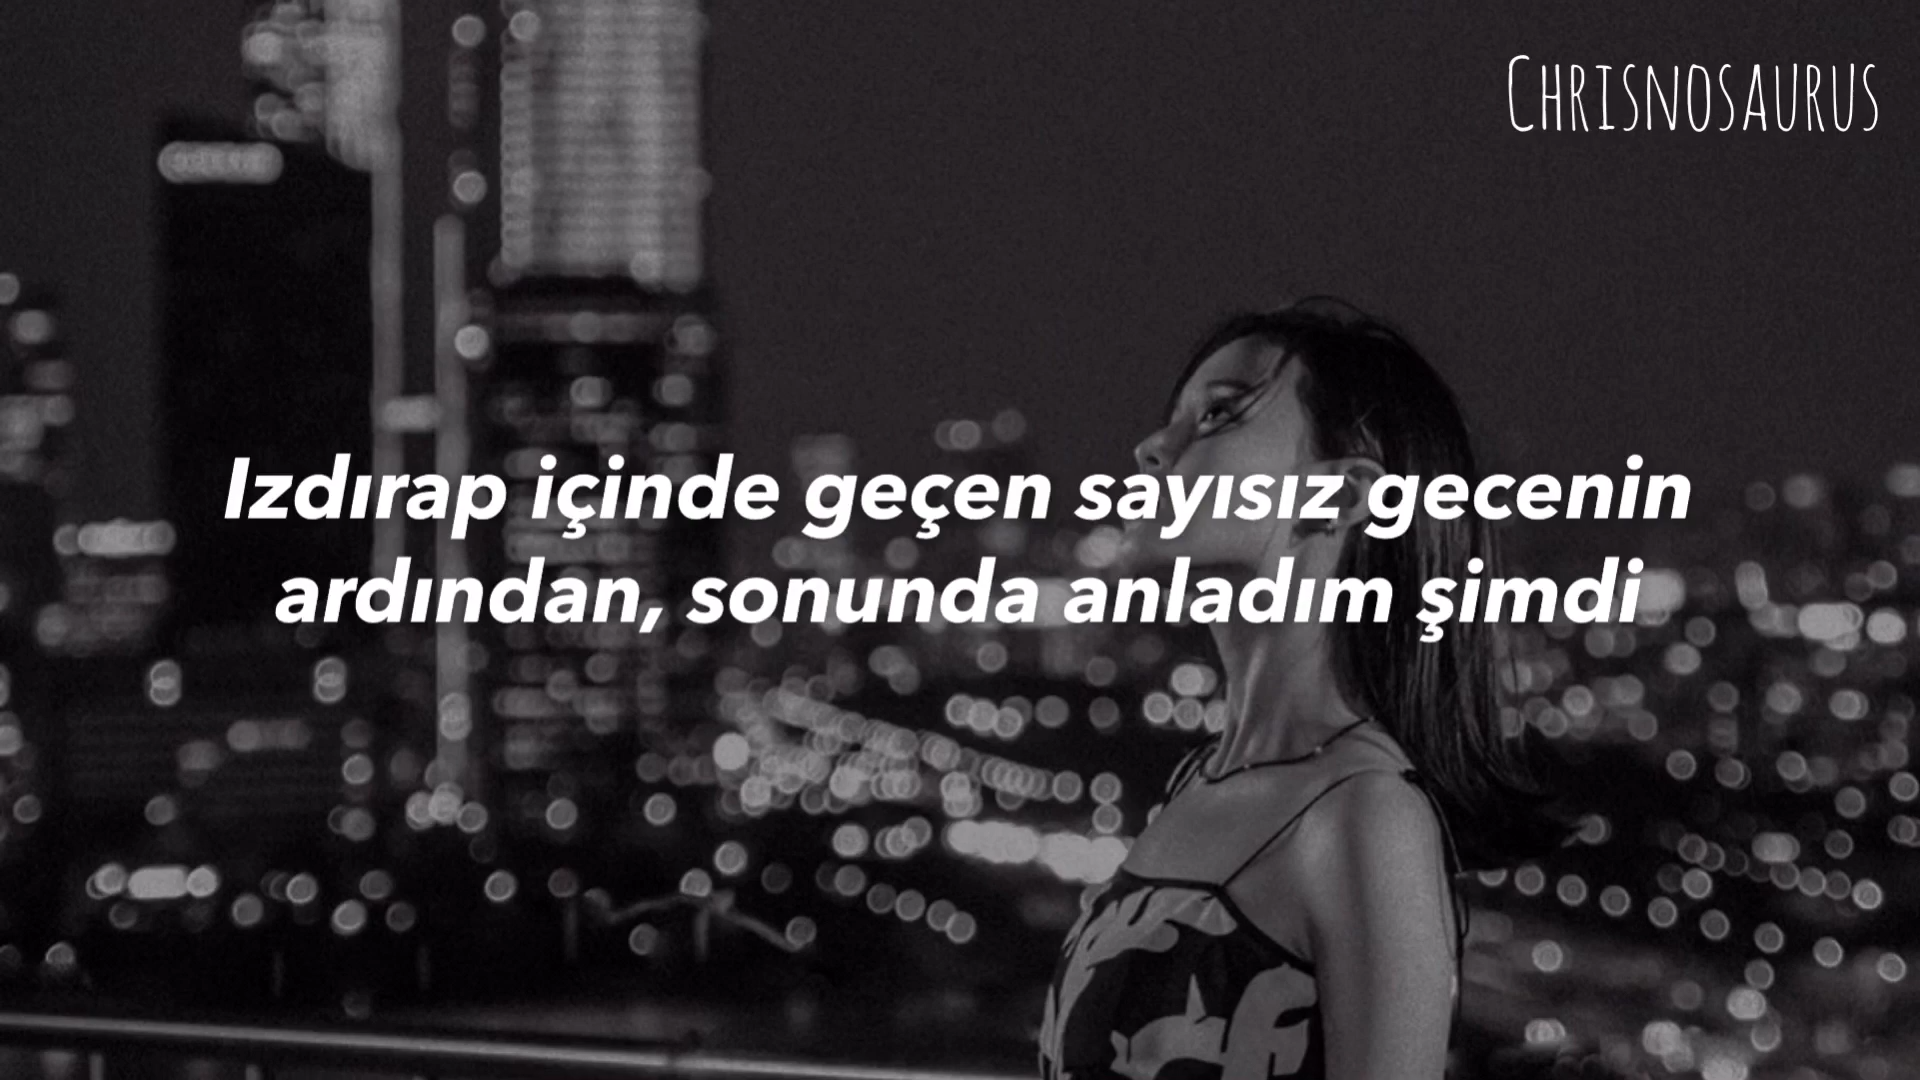 CHRISNOSAURUS
Izdırap içinde geçen sayısız gecenin
ardından, sonunda anladım şimdi